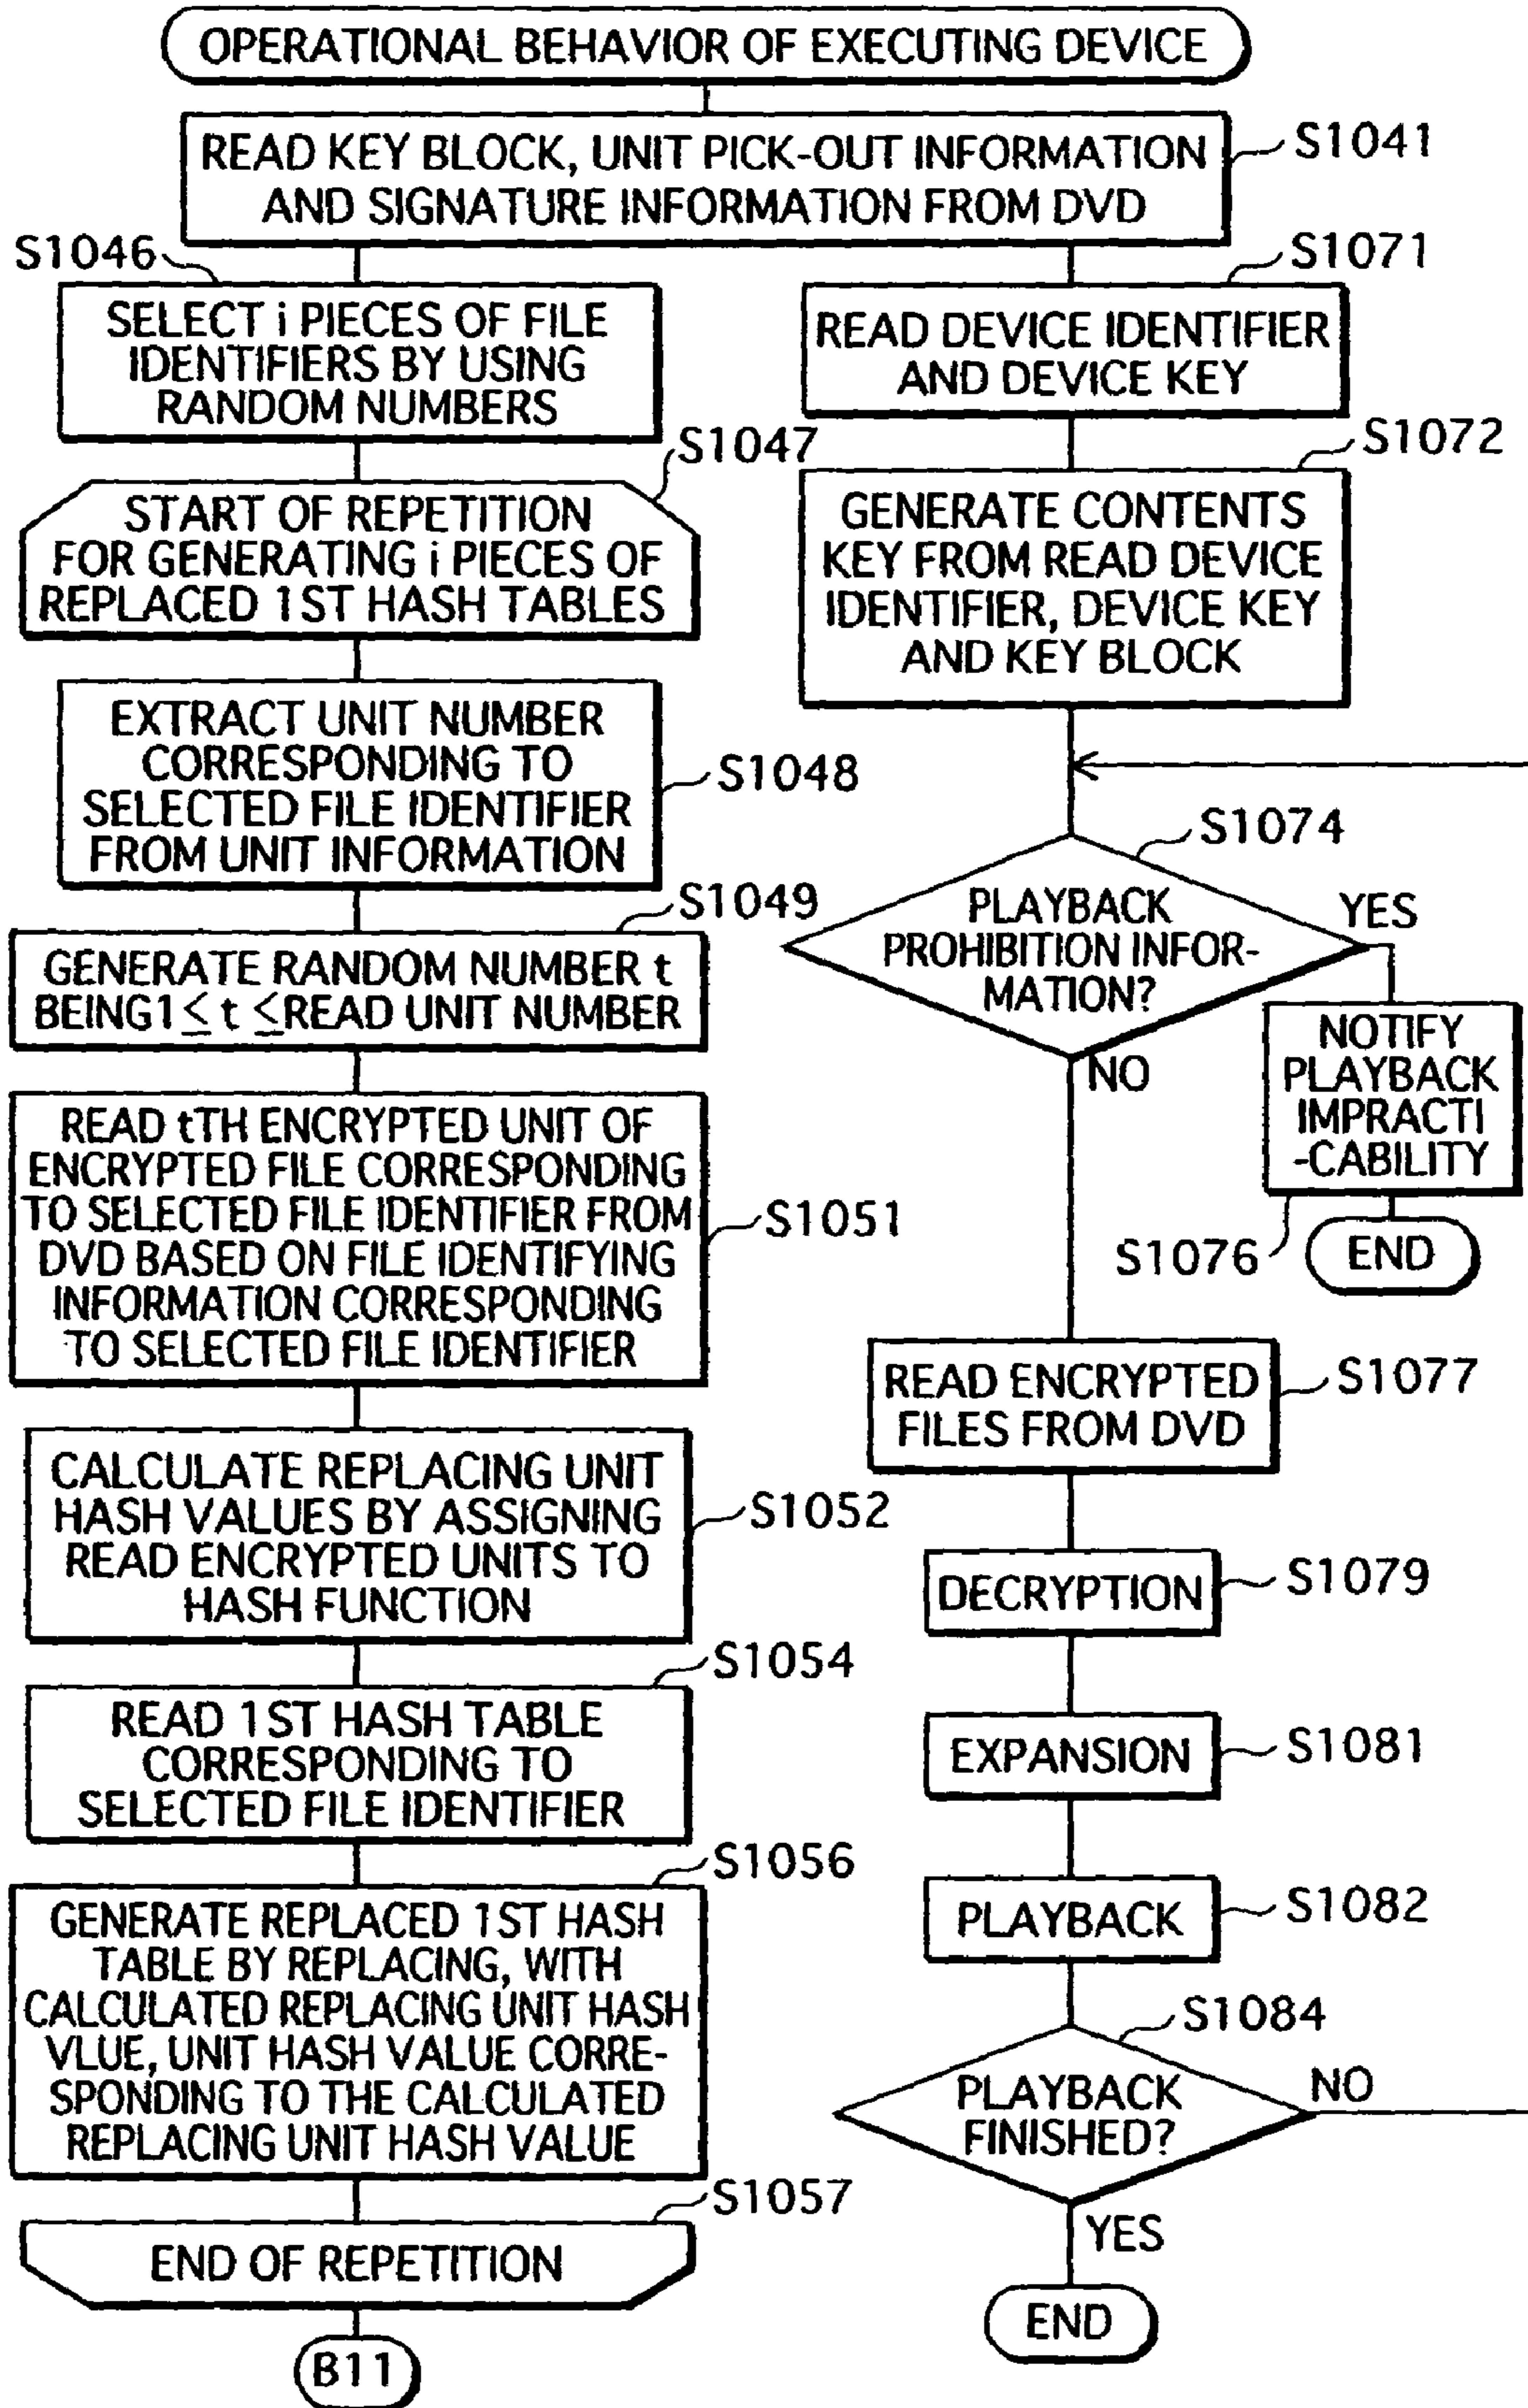 OPERATIONAL BEHAVIOR OF EXECUTING DEVICE
READ KEY BLOCK, UNIT PICK-OUT INFORMATION
AND SIGNATURE INFORMATION FROM DVD
S1041
S1046
SELECT i PIECES OF FILE
IDENTIFIERS BY USING
RANDOM NUMBERS
S1047
START OF REPETITION
FOR GENERATING i PIECES OF
REPLACED 1ST HASH TABLES
EXTRACT UNIT NUMBER
CORRESPONDING TO
SELECTED FILE IDENTIFIER
FROM UNIT INFORMATION
S1048
S1049
GENERATE RANDOM NUMBER t
BEING1≤ t ≤READ UNIT NUMBER
READ tTH ENCRYPTED UNIT OF
ENCRYPTED FILE CORRESPONDING
TO SELECTED FILE IDENTIFIER FROM
DVD BASED ON FILE IDENTIFYING
INFORMATION CORRESPONDING
TO SELECTED FILE IDENTIFIER
S1051
CALCULATE REPLACING UNIT
HASH VALUES BY ASSIGNING
READ ENCRYPTED UNITS TO
HASH FUNCTION
S1052
S1054
READ 1ST HASH TABLE
CORRESPONDING TO
SELECTED FILE IDENTIFIER
S1056
GENERATE REPLACED 1ST HASH
TABLE BY REPLACING, WITH
CALCULATED REPLACING UNIT HASH
VLUE, UNIT HASH VALUE CORRE-
SPONDING TO THE CALCULATED
REPLACING UNIT HASH VALUE
S1057
END OF REPETITION
B11
S1071
READ DEVICE IDENTIFIER
AND DEVICE KEY
S1072
GENERATE CONTENTS
KEY FROM READ DEVICE
IDENTIFIER, DEVICE KEY
AND KEY BLOCK
S1074
PLAYBACK
PROHIBITION INFOR-
MATION?
YES
NO
NOTIFY
PLAYBACK
IMPRACTI
-CABILITY
S1076
END
READ ENCRYPTED
FILES FROM DVD
S1077
DECRYPTION
S1079
EXPANSION
S1081
PLAYBACK
S1082
S1084
PLAYBACK
FINISHED?
NO
YES
END